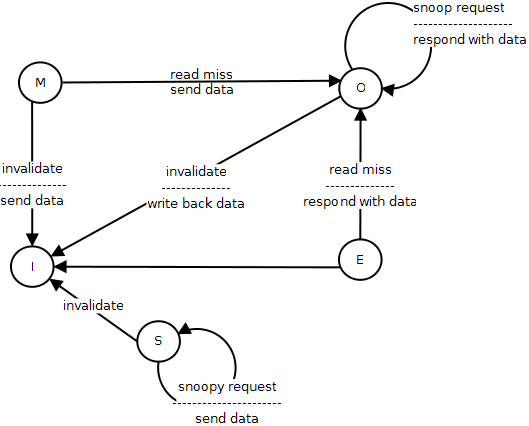 snoop request
respond with data
M
read miss
send data
O
invalidate
send data
invalidate
write back data
read miss
respond with data
I
E
invalidate
S
snoopy request
send data